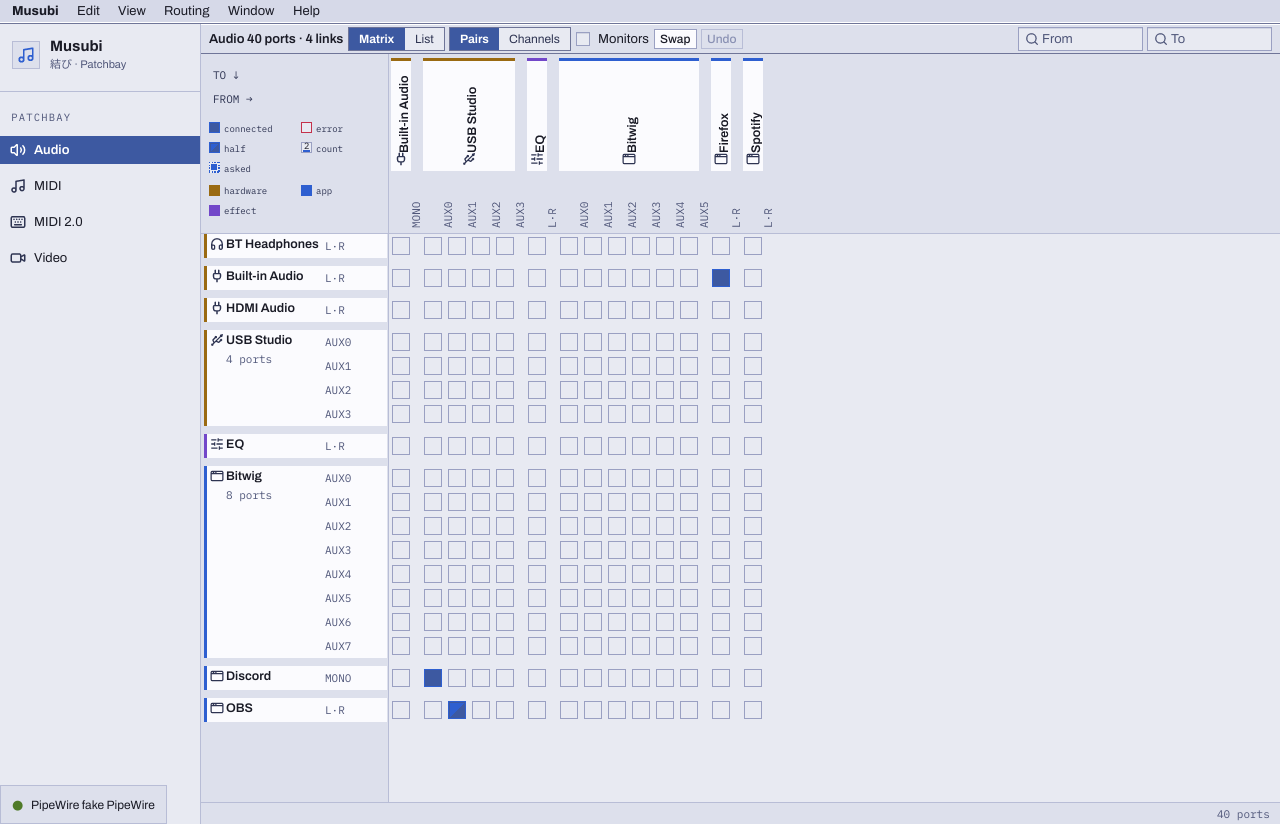 Musubi Edit View Routing Window Help
Musubi
結び · Patchbay
PATCHBAY
Audio
MIDI
MIDI 2.0
Video
PipeWire fake PipeWire
Audio 40 ports · 4 links Matrix List Pairs Channels Monitors Swap Undo From To
TO ↓
FROM →
connected error
half 2 count
asked
hardware app
effect
Built-in Audio USB Studio EQ Bitwig Firefox Spotify
MONO AUX0 AUX1 AUX2 AUX3 L·R AUX0 AUX1 AUX2 AUX3 AUX4 AUX5 L·R L·R
BT Headphones L·R
Built-in Audio L·R
HDMI Audio L·R
USB Studio AUX0
4 ports
AUX1
AUX2
AUX3
EQ L·R
Bitwig AUX0
8 ports
AUX1
AUX2
AUX3
AUX4
AUX5
AUX6
AUX7
Discord MONO
OBS L·R
40 ports